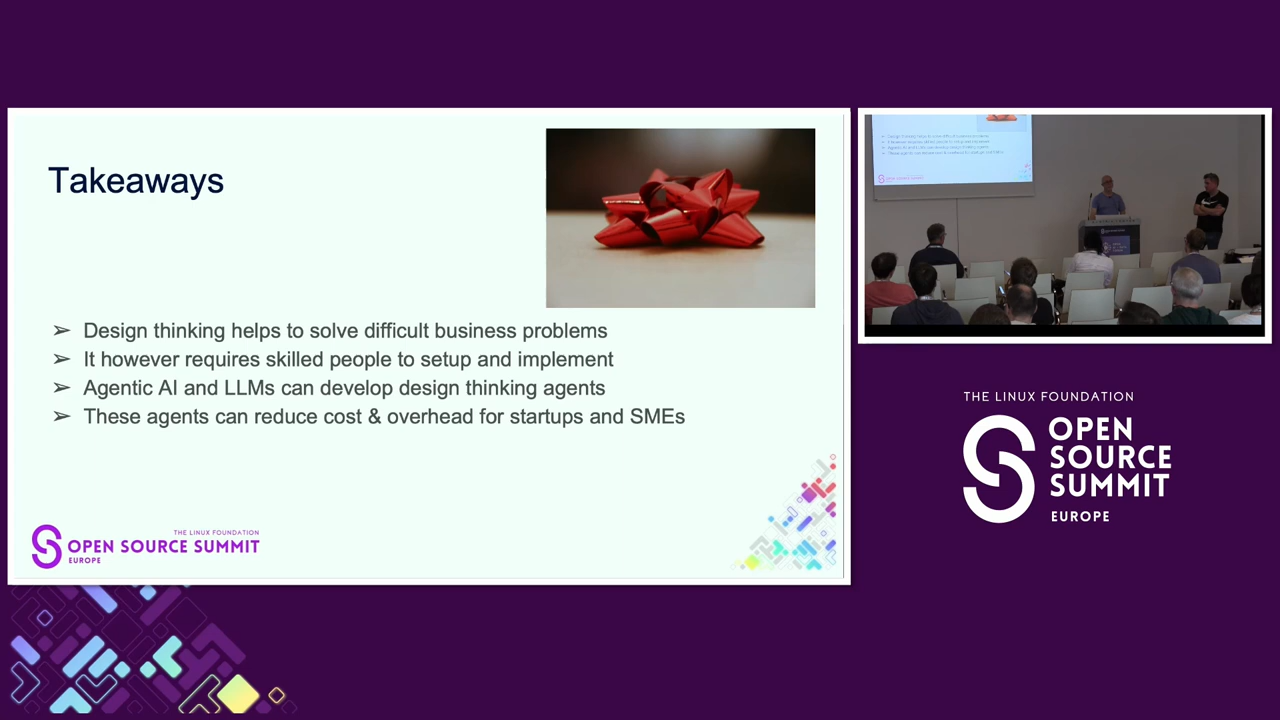 Takeaways
➢ Design thinking helps to solve difficult business problems
➢ It however requires skilled people to setup and implement
➢ Agentic AI and LLMs can develop design thinking agents
➢ These agents can reduce cost & overhead for startups and SMEs
THE LINUX FOUNDATION
OPEN SOURCE SUMMIT
EUROPE
THE LINUX FOUNDATION
OPEN
SOURCE
SUMMIT
EUROPE